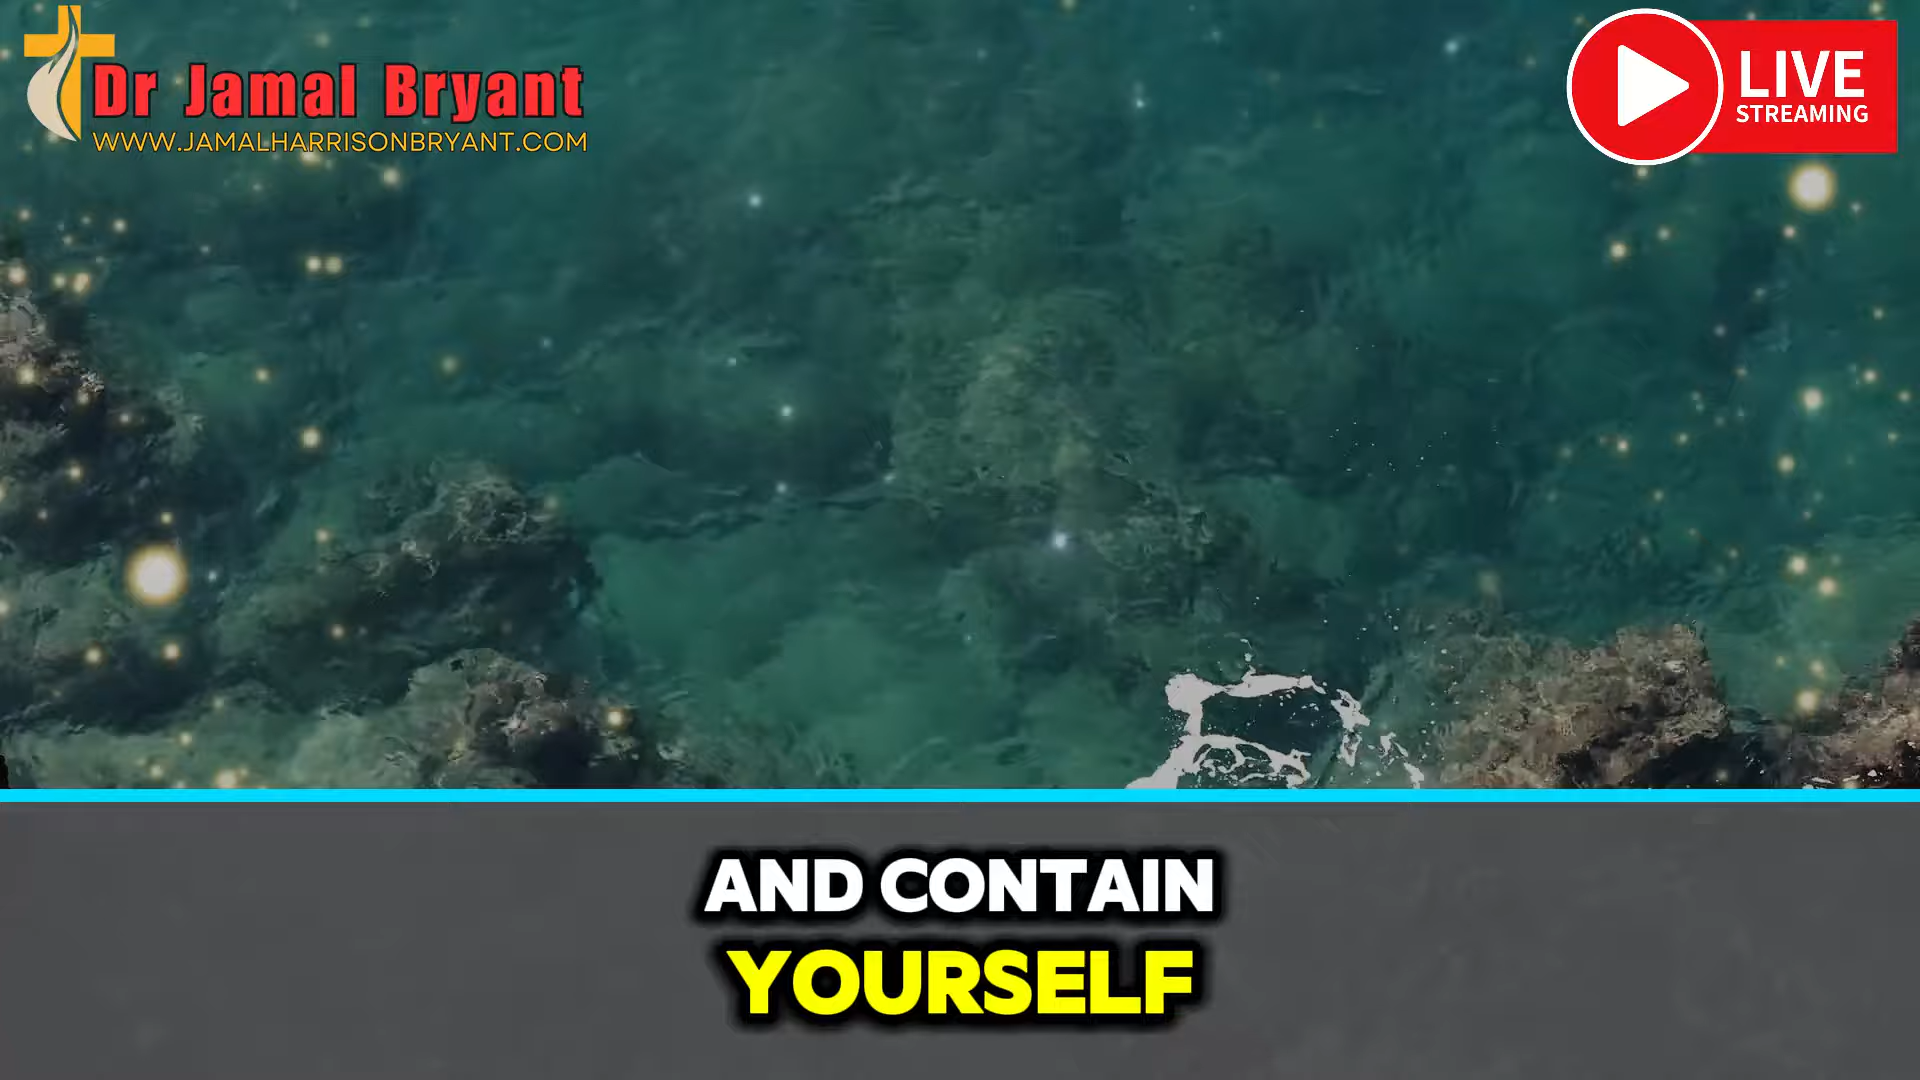 Dr Jamal Bryant
WWW.JAMALHARRISONBRYANT.COM
LIVE
STREAMING
AND CONTAIN
YOURSELF